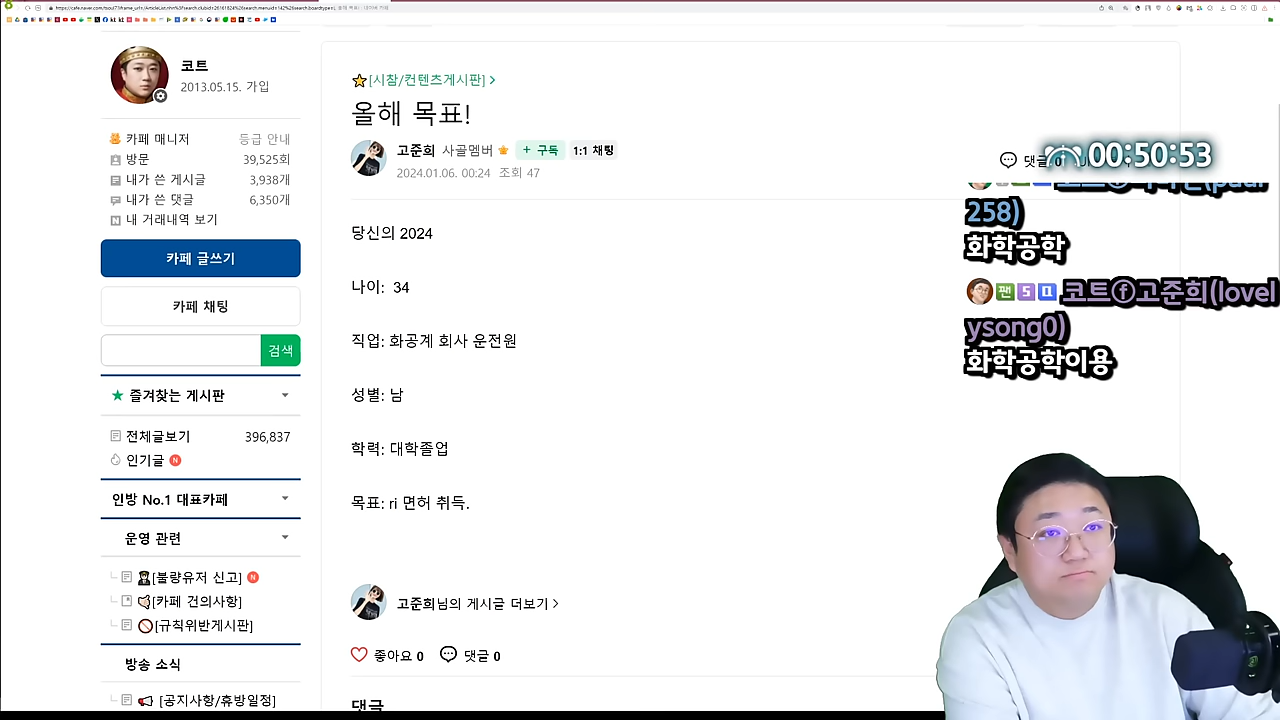 코트
2013.05.15. 가입
카페 매니저 등급 안내
방문 39,525회
내가 쓴 게시글 3,938개
내가 쓴 댓글 6,350개
내 거래내역 보기
카페 글쓰기
카페 채팅
검색
즐겨찾는 게시판
전체글보기 396,837
인기글 N
인방 No.1 대표카페
운영 관련
[불량유저 신고] N
[카페 건의사항]
[규칙위반게시판]
방송 소식
[공지사항/휴방일정]
[시참/컨텐츠게시판] >
올해 목표!
고준희 사골멤버 + 구독 1:1 채팅
2024.01.06. 00:24 조회 47
당신의 2024
나이: 34
직업: 화공계 회사 운전원
성별: 남
학력: 대학졸업
목표: ri 면허 취득.
고준희님의 게시글 더보기 >
좋아요 0 댓글 0
댓글
댓글
00:50:53
258)
화학공학
팬 5 코트ⓕ고준희(lovel
ysong0)
화학공학이용